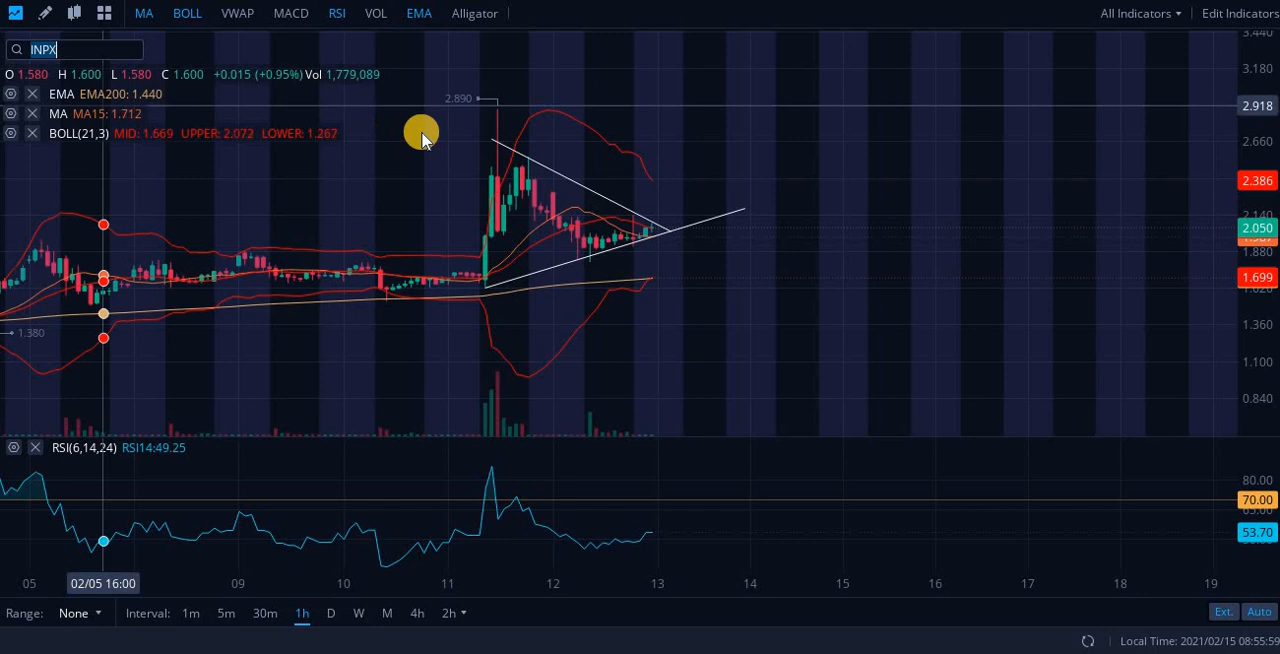 MA BOLL VWAP MACD RSI VOL EMA Alligator All Indicators Edit Indicators
3.440
INPX
3.180
O 1.580 H 1.600 L 1.580 C 1.600 +0.015 (+0.95%) Vol 1,779,089
EMA EMA200: 1.440
2.890
2.918
MA MA15: 1.712
BOLL(21,3) MID: 1.669 UPPER: 2.072 LOWER: 1.267
2.660
2.386
2.140
2.050
1.880
1.699
1.620
1.380
1.360
1.100
0.840
RSI(6,14,24) RSI14:49.25
80.00
70.00
53.70
05 02/05 16:00 09 10 11 12 13 14 15 16 17 18 19
Range: None Interval: 1m 5m 30m 1h D W M 4h 2h Ext. Auto
Local Time: 2021/02/15 08:55:59